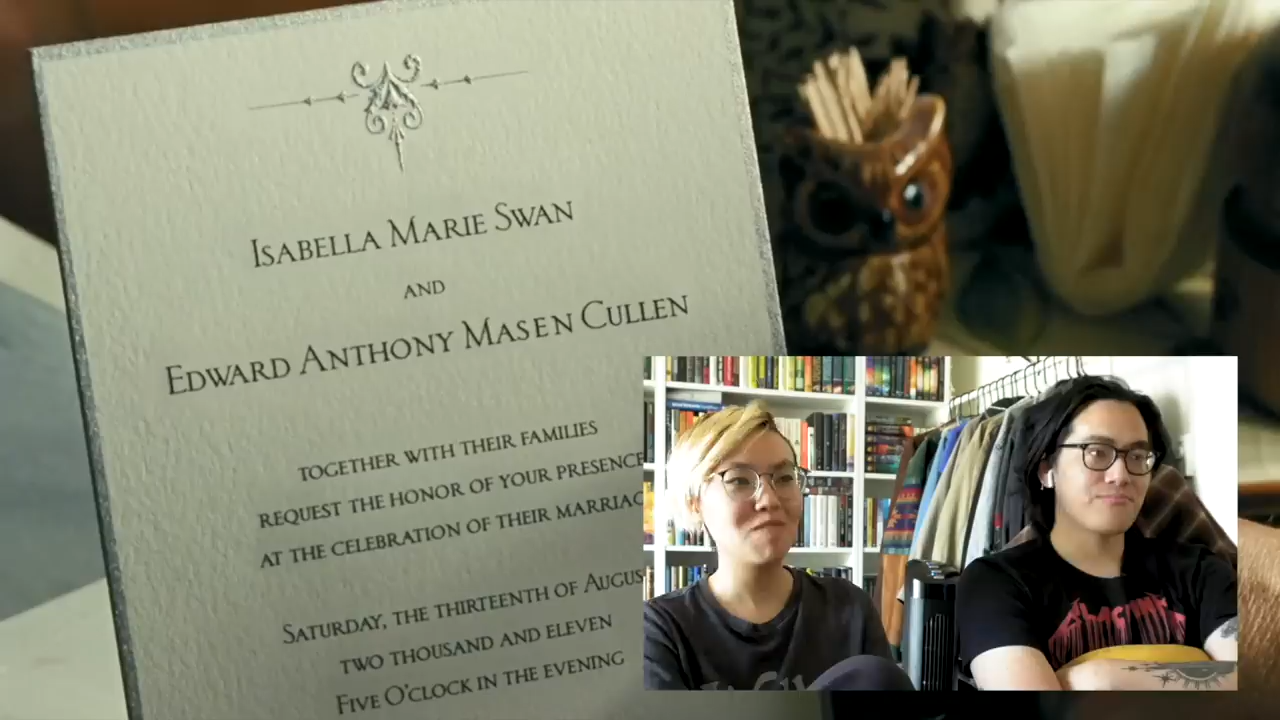 ISABELLA MARIE SWAN
AND
EDWARD ANTHONY MASEN CULLEN
TOGETHER WITH THEIR FAMILIES
REQUEST THE HONOR OF YOUR PRESENCE
AT THE CELEBRATION OF THEIR
SATURDAY, THE THIRTEENTH OF
TWO THOUSAND AND ELEVEN
FIVE O'CLOCK IN THE EVENING